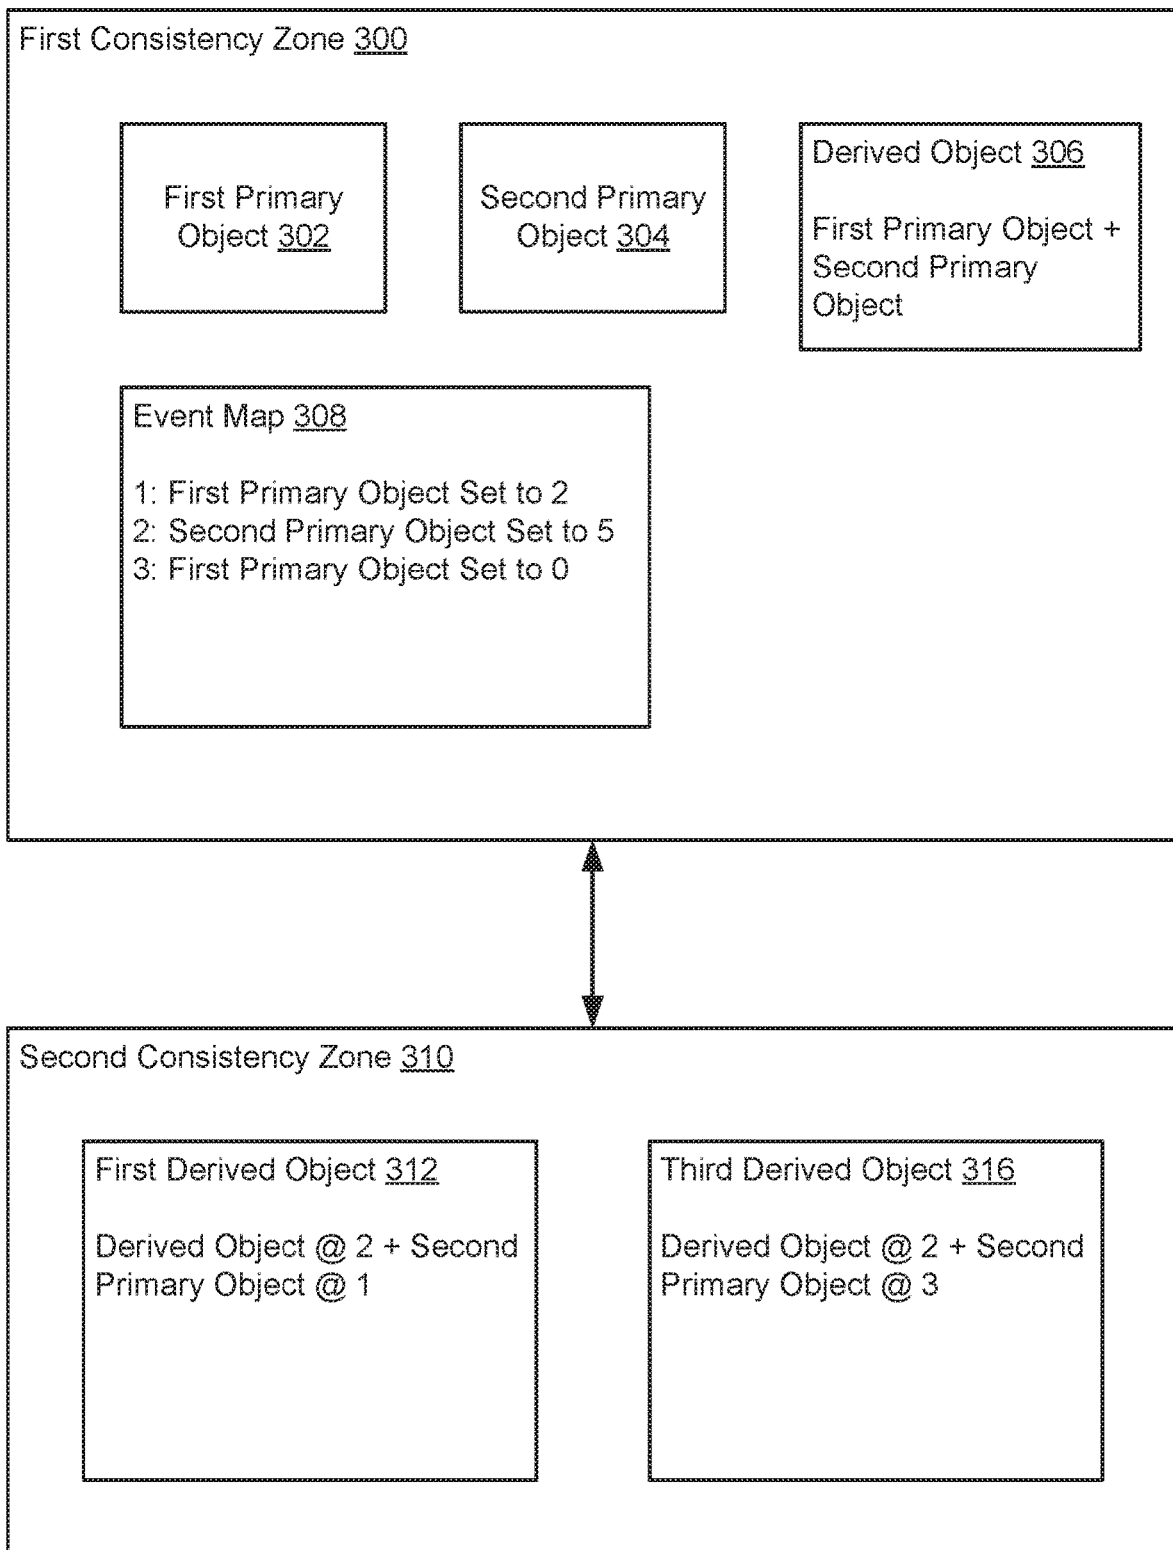 First Consistency Zone 300
First Primary
Object 302
Second Primary
Object 304
Derived Object 306
First Primary Object +
Second Primary
Object
Event Map 308
1: First Primary Object Set to 2
2: Second Primary Object Set to 5
3: First Primary Object Set to 0
Second Consistency Zone 310
First Derived Object 312
Derived Object @ 2 + Second
Primary Object @ 1
Third Derived Object 316
Derived Object @ 2 + Second
Primary Object @ 3